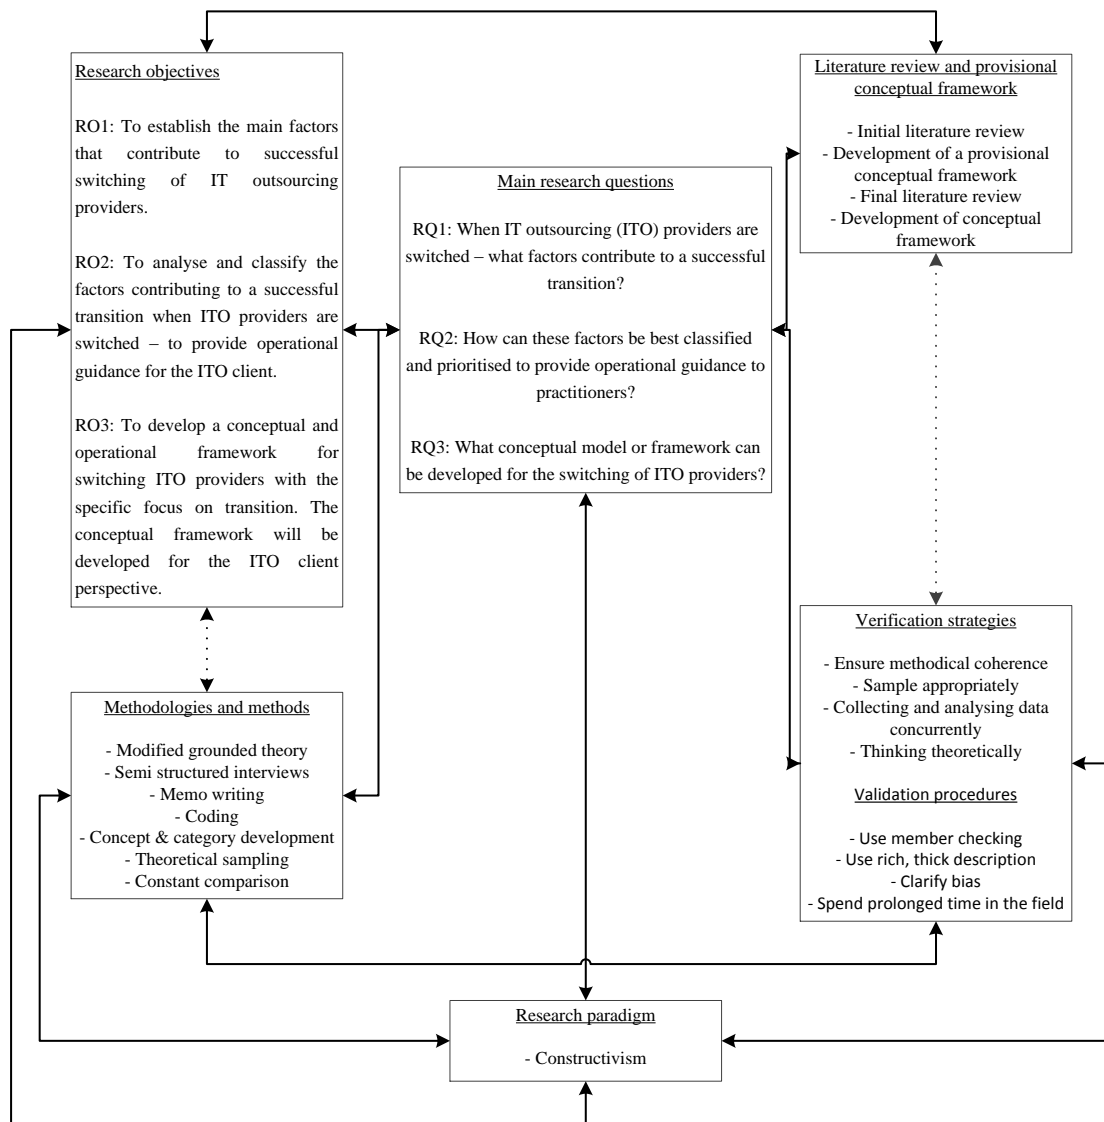 Research objectives
RO1: To establish the main factors
that contribute to successful
switching of IT outsourcing
providers.
RO2: To analyse and classify the
factors contributing to a successful
transition when ITO providers are
switched – to provide operational
guidance for the ITO client.
RO3: To develop a conceptual and
operational framework for
switching ITO providers with the
specific focus on transition. The
conceptual framework will be
developed for the ITO client
perspective.
Main research questions
RQ1: When IT outsourcing (ITO) providers are
switched – what factors contribute to a successful
transition?
RQ2: How can these factors be best classified
and prioritised to provide operational guidance to
practitioners?
RQ3: What conceptual model or framework can
be developed for the switching of ITO providers?
Literature review and provisional
conceptual framework
- Initial literature review
- Development of a provisional
conceptual framework
- Final literature review
- Development of conceptual
framework
Methodologies and methods
- Modified grounded theory
- Semi structured interviews
- Memo writing
- Coding
- Concept & category development
- Theoretical sampling
- Constant comparison
Verification strategies
- Ensure methodical coherence
- Sample appropriately
- Collecting and analysing data
concurrently
- Thinking theoretically
Validation procedures
- Use member checking
- Use rich, thick description
- Clarify bias
- Spend prolonged time in the field
Research paradigm
- Constructivism